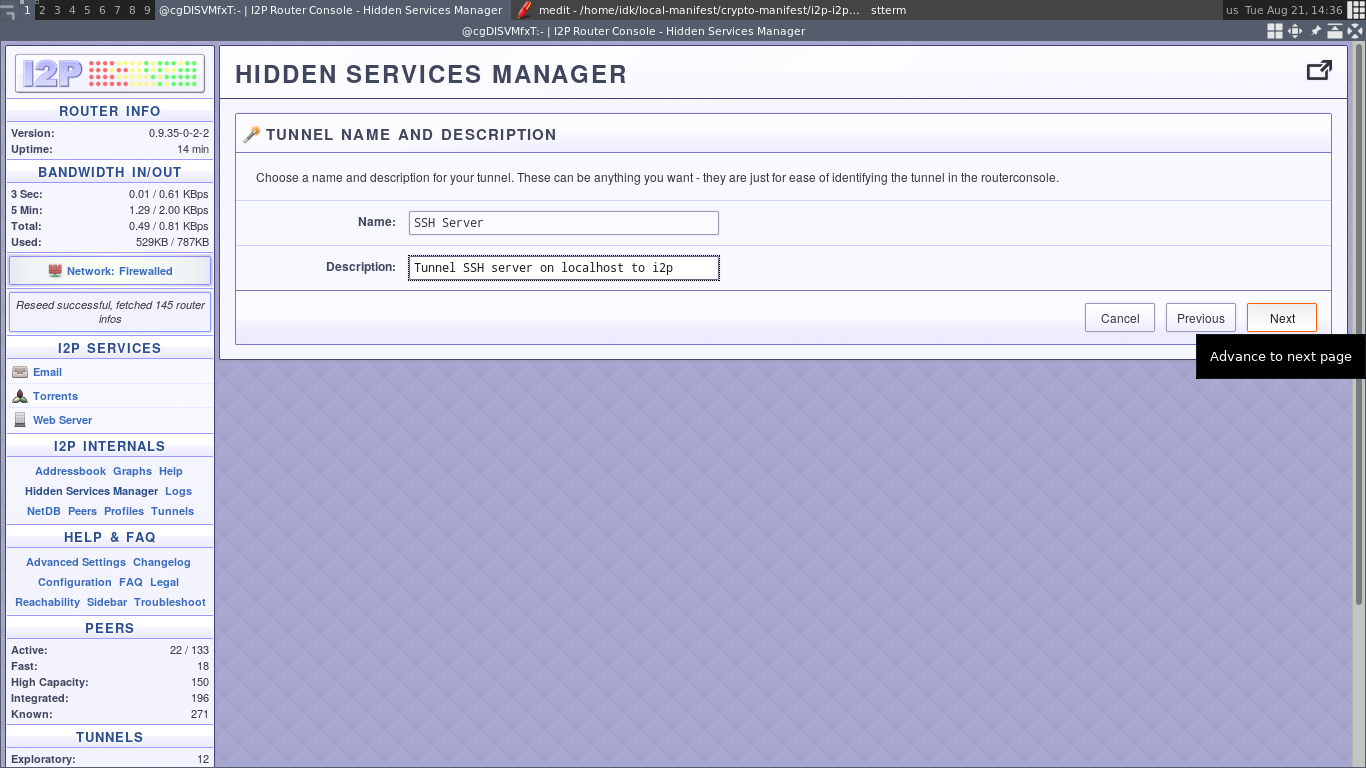 1 2 3 4 5 6 7 8 9 @cgDISVMfxT:- | I2P Router Console - Hidden Services Manager medit - /home/idk/local-manifest/crypto-manifest/i2p-i2p... stterm us Tue Aug 21, 14:36
@cgDISVMfxT:- | I2P Router Console - Hidden Services Manager
I2P
ROUTER INFO
Version: 0.9.35-0-2-2
Uptime: 14 min
BANDWIDTH IN/OUT
3 Sec: 0.01 / 0.61 KBps
5 Min: 1.29 / 2.00 KBps
Total: 0.49 / 0.81 KBps
Used: 529KB / 787KB
Network: Firewalled
Reseed successful, fetched 145 router
infos
I2P SERVICES
Email
Torrents
Web Server
I2P INTERNALS
Addressbook Graphs Help
Hidden Services Manager Logs
NetDB Peers Profiles Tunnels
HELP & FAQ
Advanced Settings Changelog
Configuration FAQ Legal
Reachability Sidebar Troubleshoot
PEERS
Active: 22 / 133
Fast: 18
High Capacity: 150
Integrated: 196
Known: 271
TUNNELS
Exploratory: 12
HIDDEN SERVICES MANAGER
TUNNEL NAME AND DESCRIPTION
Choose a name and description for your tunnel. These can be anything you want - they are just for ease of identifying the tunnel in the routerconsole.
Name: SSH Server
Description: Tunnel SSH server on localhost to i2p
Cancel Previous Next
Advance to next page